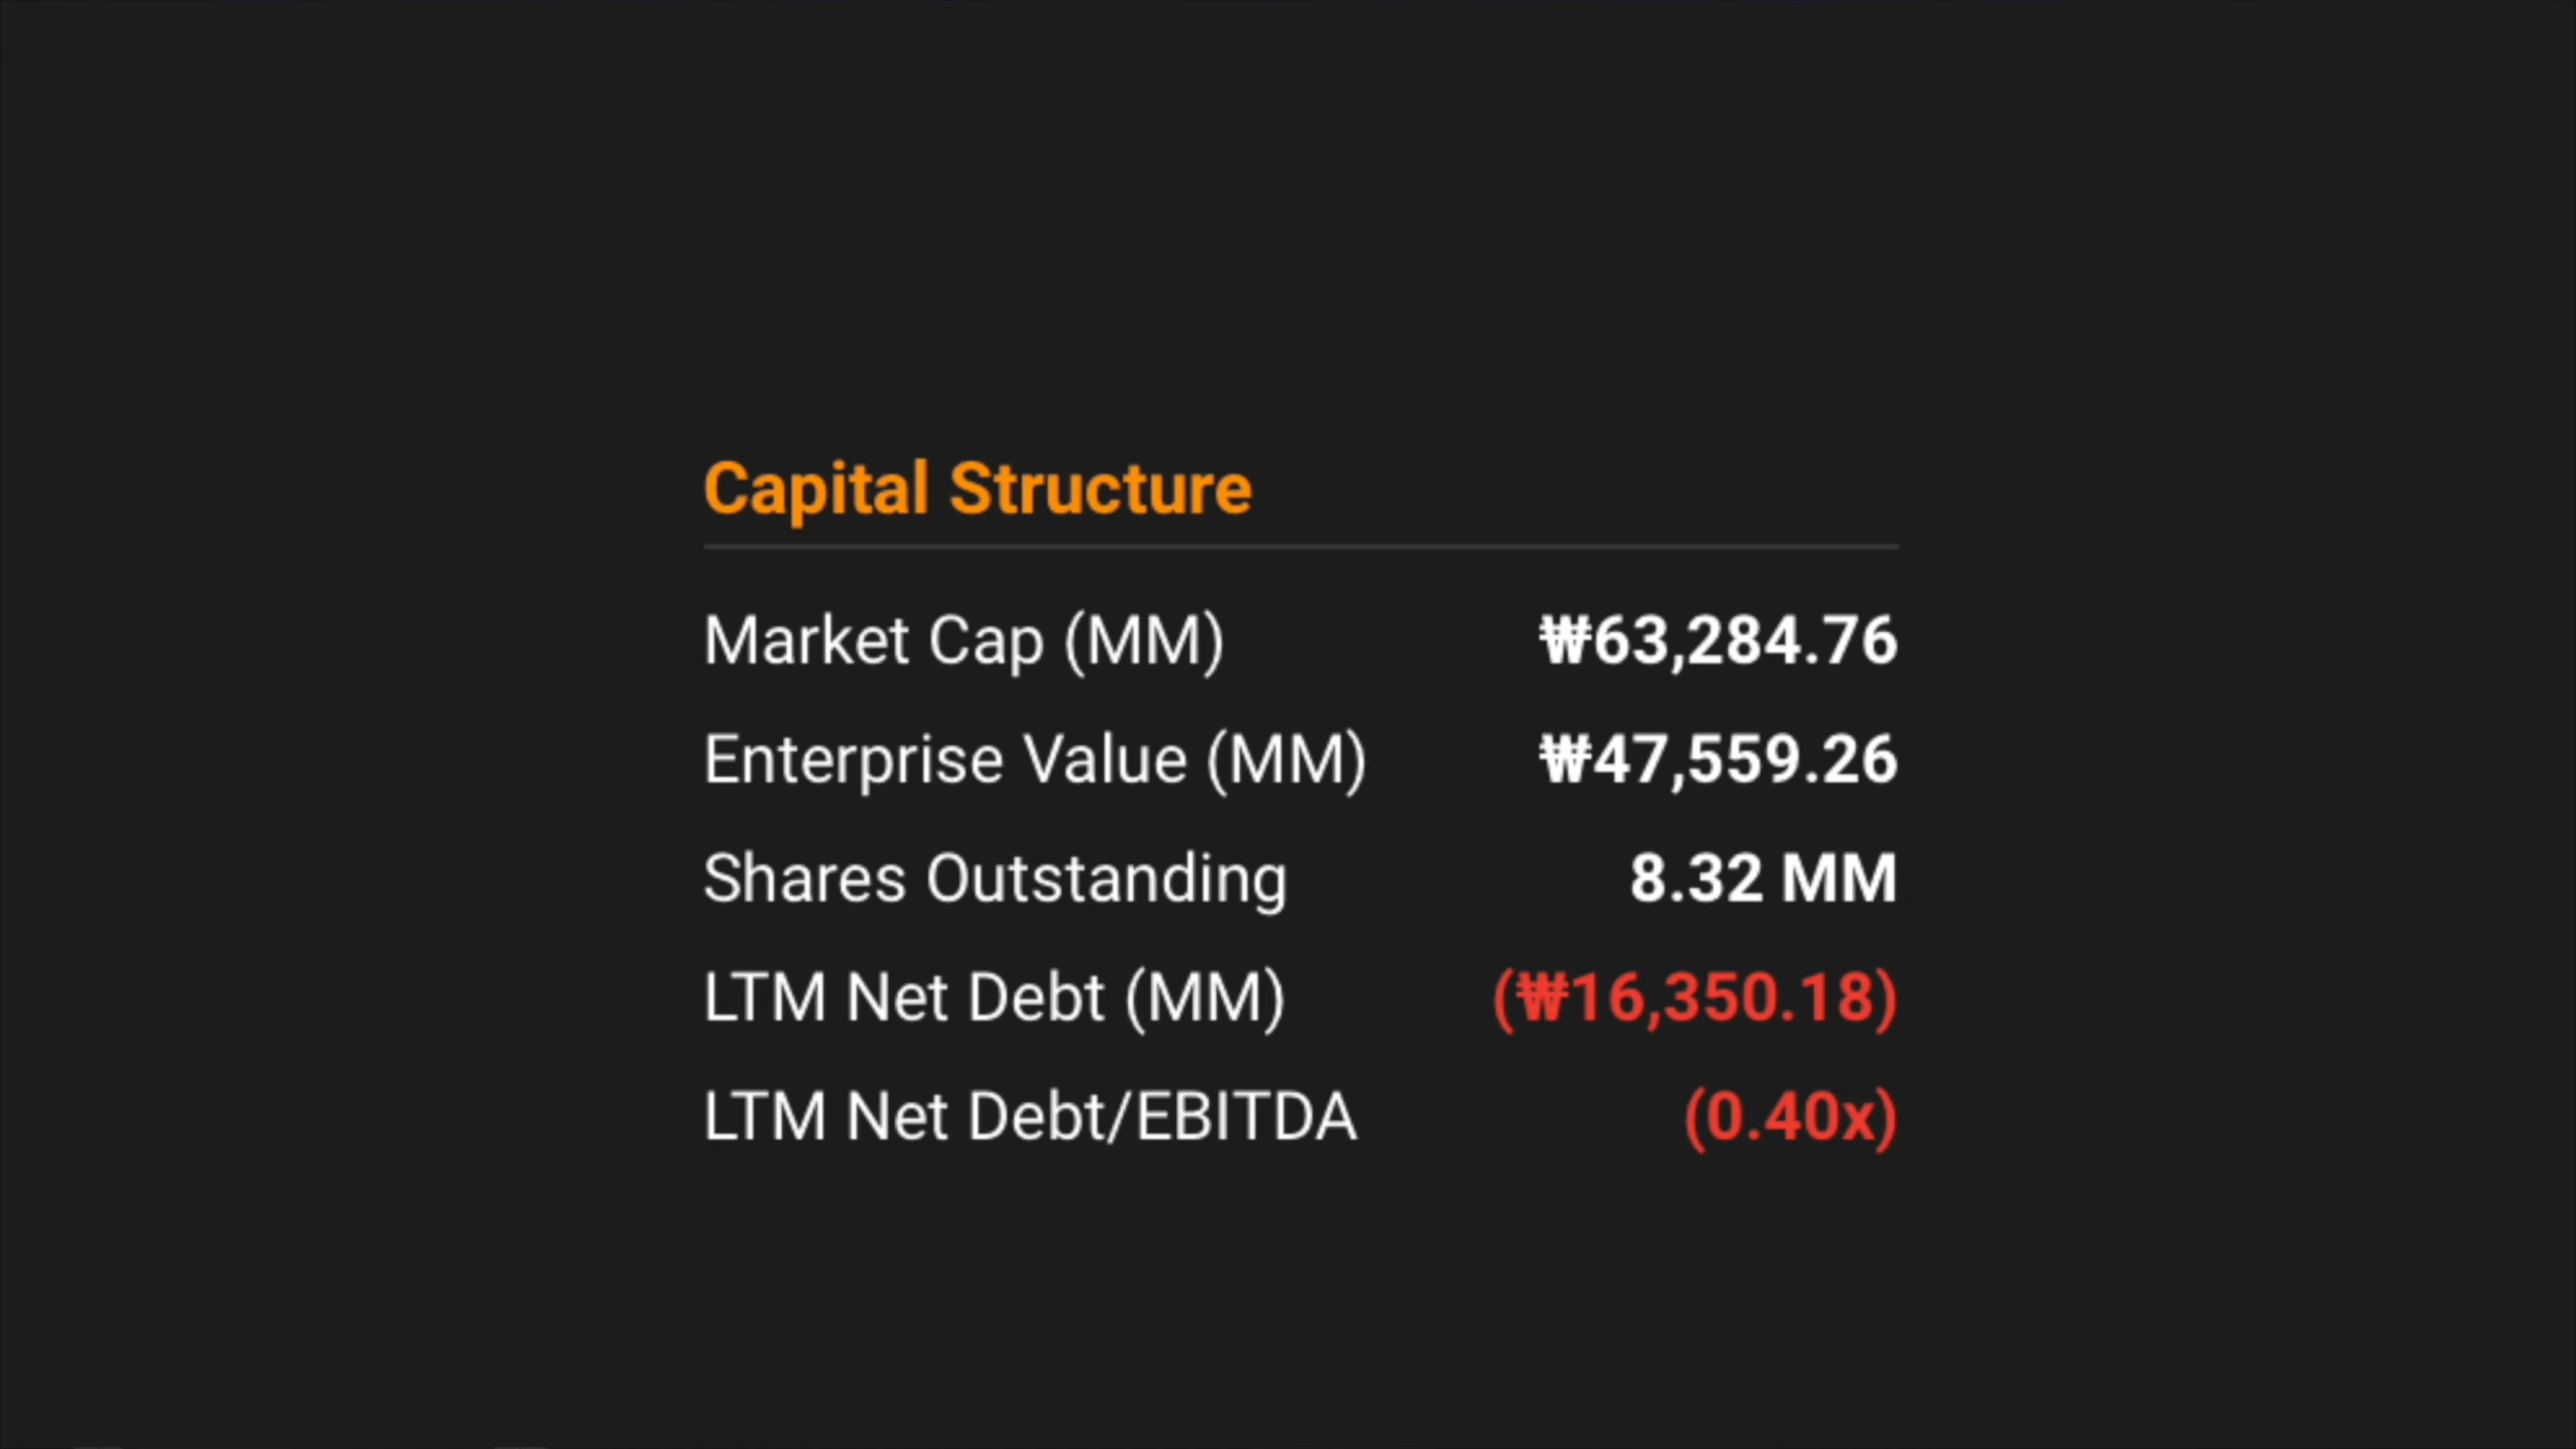 Capital Structure
Market Cap (MM) ₩63,284.76
Enterprise Value (MM) ₩47,559.26
Shares Outstanding 8.32 MM
LTM Net Debt (MM) (₩16,350.18)
LTM Net Debt/EBITDA (0.40x)